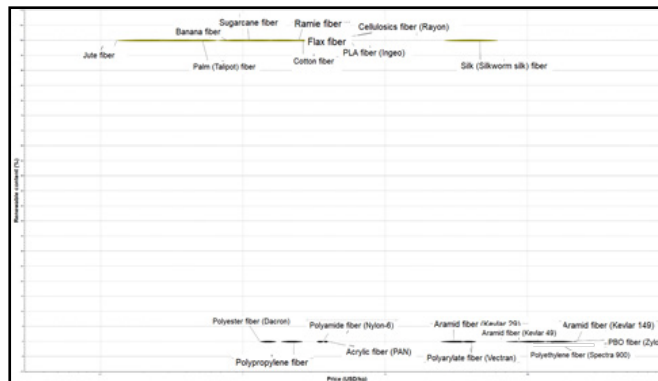 Sugarcane fiber
Ramie fiber
Banana fiber
Cellulosics fiber (Rayon)
Flax fiber
Jute fiber
PLA fiber (Ingeo)
Cotton fiber
Palm (Talipot) fiber
Silk (Silkworm silk) fiber
Renewable content (%)
Polyester fiber (Dacron)
Polyamide fiber (Nylon-6)
Aramid fiber (Kevlar 29)
Aramid fiber (Kevlar 149)
Aramid fiber (Kevlar 49)
PBO fiber (Zylo
Acrylic fiber (PAN)
Polyarylate fiber (Vectran)
Polyethylene fiber (Spectra 900)
Polypropylene fiber